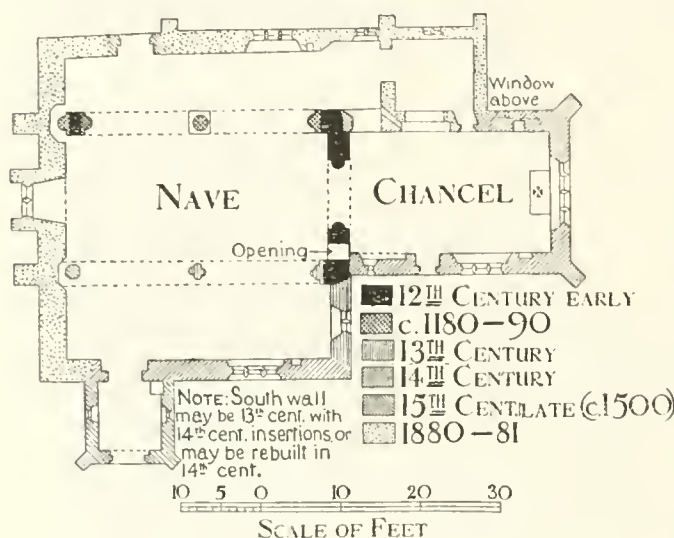 Window
above
NAVE
CHANCEL
Opening
12TH CENTURY EARLY
c.1180–90
13TH CENTURY
14TH CENTURY
15TH CENT. LATE (c.1500)
1880–81
NOTE: South wall
may be 13th cent. with
14th cent. insertions, or
may be rebuilt in
14th cent.
10 5 0 10 20 30
SCALE OF FEET